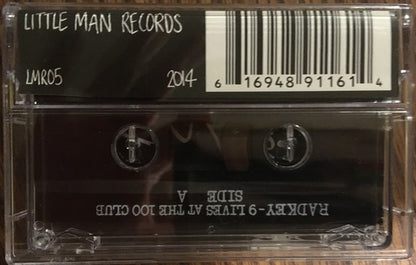 LITTLE MAN RECORDS
LMR05 2014
6 16948 91161 4
RADKEY - 9 LIVES AT THE 100 CLUB
SIDE
A